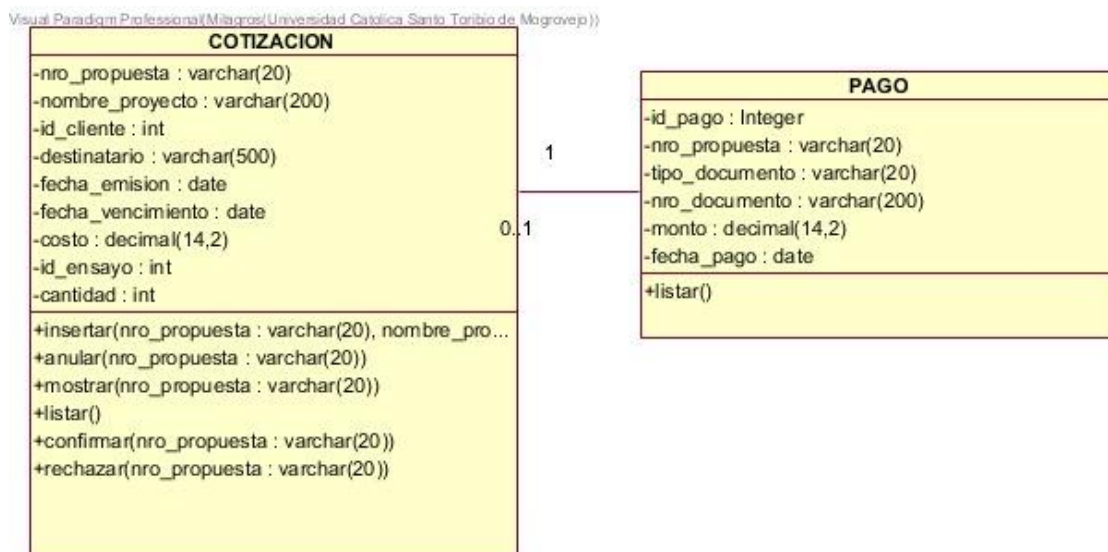 Visual Paradigm Professional(Milagros(Universidad Catolica Santo Toribio de Mogrovejo))
COTIZACION
-nro_propuesta : varchar(20)
-nombre_proyecto : varchar(200)
-id_cliente : int
-destinatario : varchar(500)
-fecha_emision : date
-fecha_vencimiento : date
-costo : decimal(14,2)
-id_ensayo : int
-cantidad : int
+insertar(nro_propuesta : varchar(20), nombre_pro...
+anular(nro_propuesta : varchar(20))
+mostrar(nro_propuesta : varchar(20))
+listar()
+confirmar(nro_propuesta : varchar(20))
+rechazar(nro_propuesta : varchar(20))
1
0..1
PAGO
-id_pago : Integer
-nro_propuesta : varchar(20)
-tipo_documento : varchar(20)
-nro_documento : varchar(200)
-monto : decimal(14,2)
-fecha_pago : date
+listar()